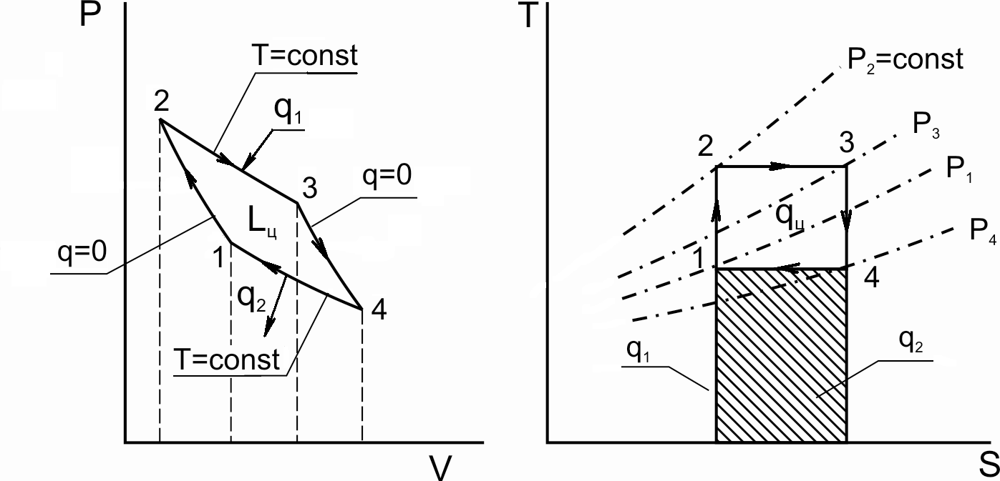 P
T=const
2
q₁
q=0
3
Lц
q=0
1
q₂
4
T=const
V
T
P₂=const
P₃
2
3
P₁
qц
P₄
1
4
q₁
q₂
S